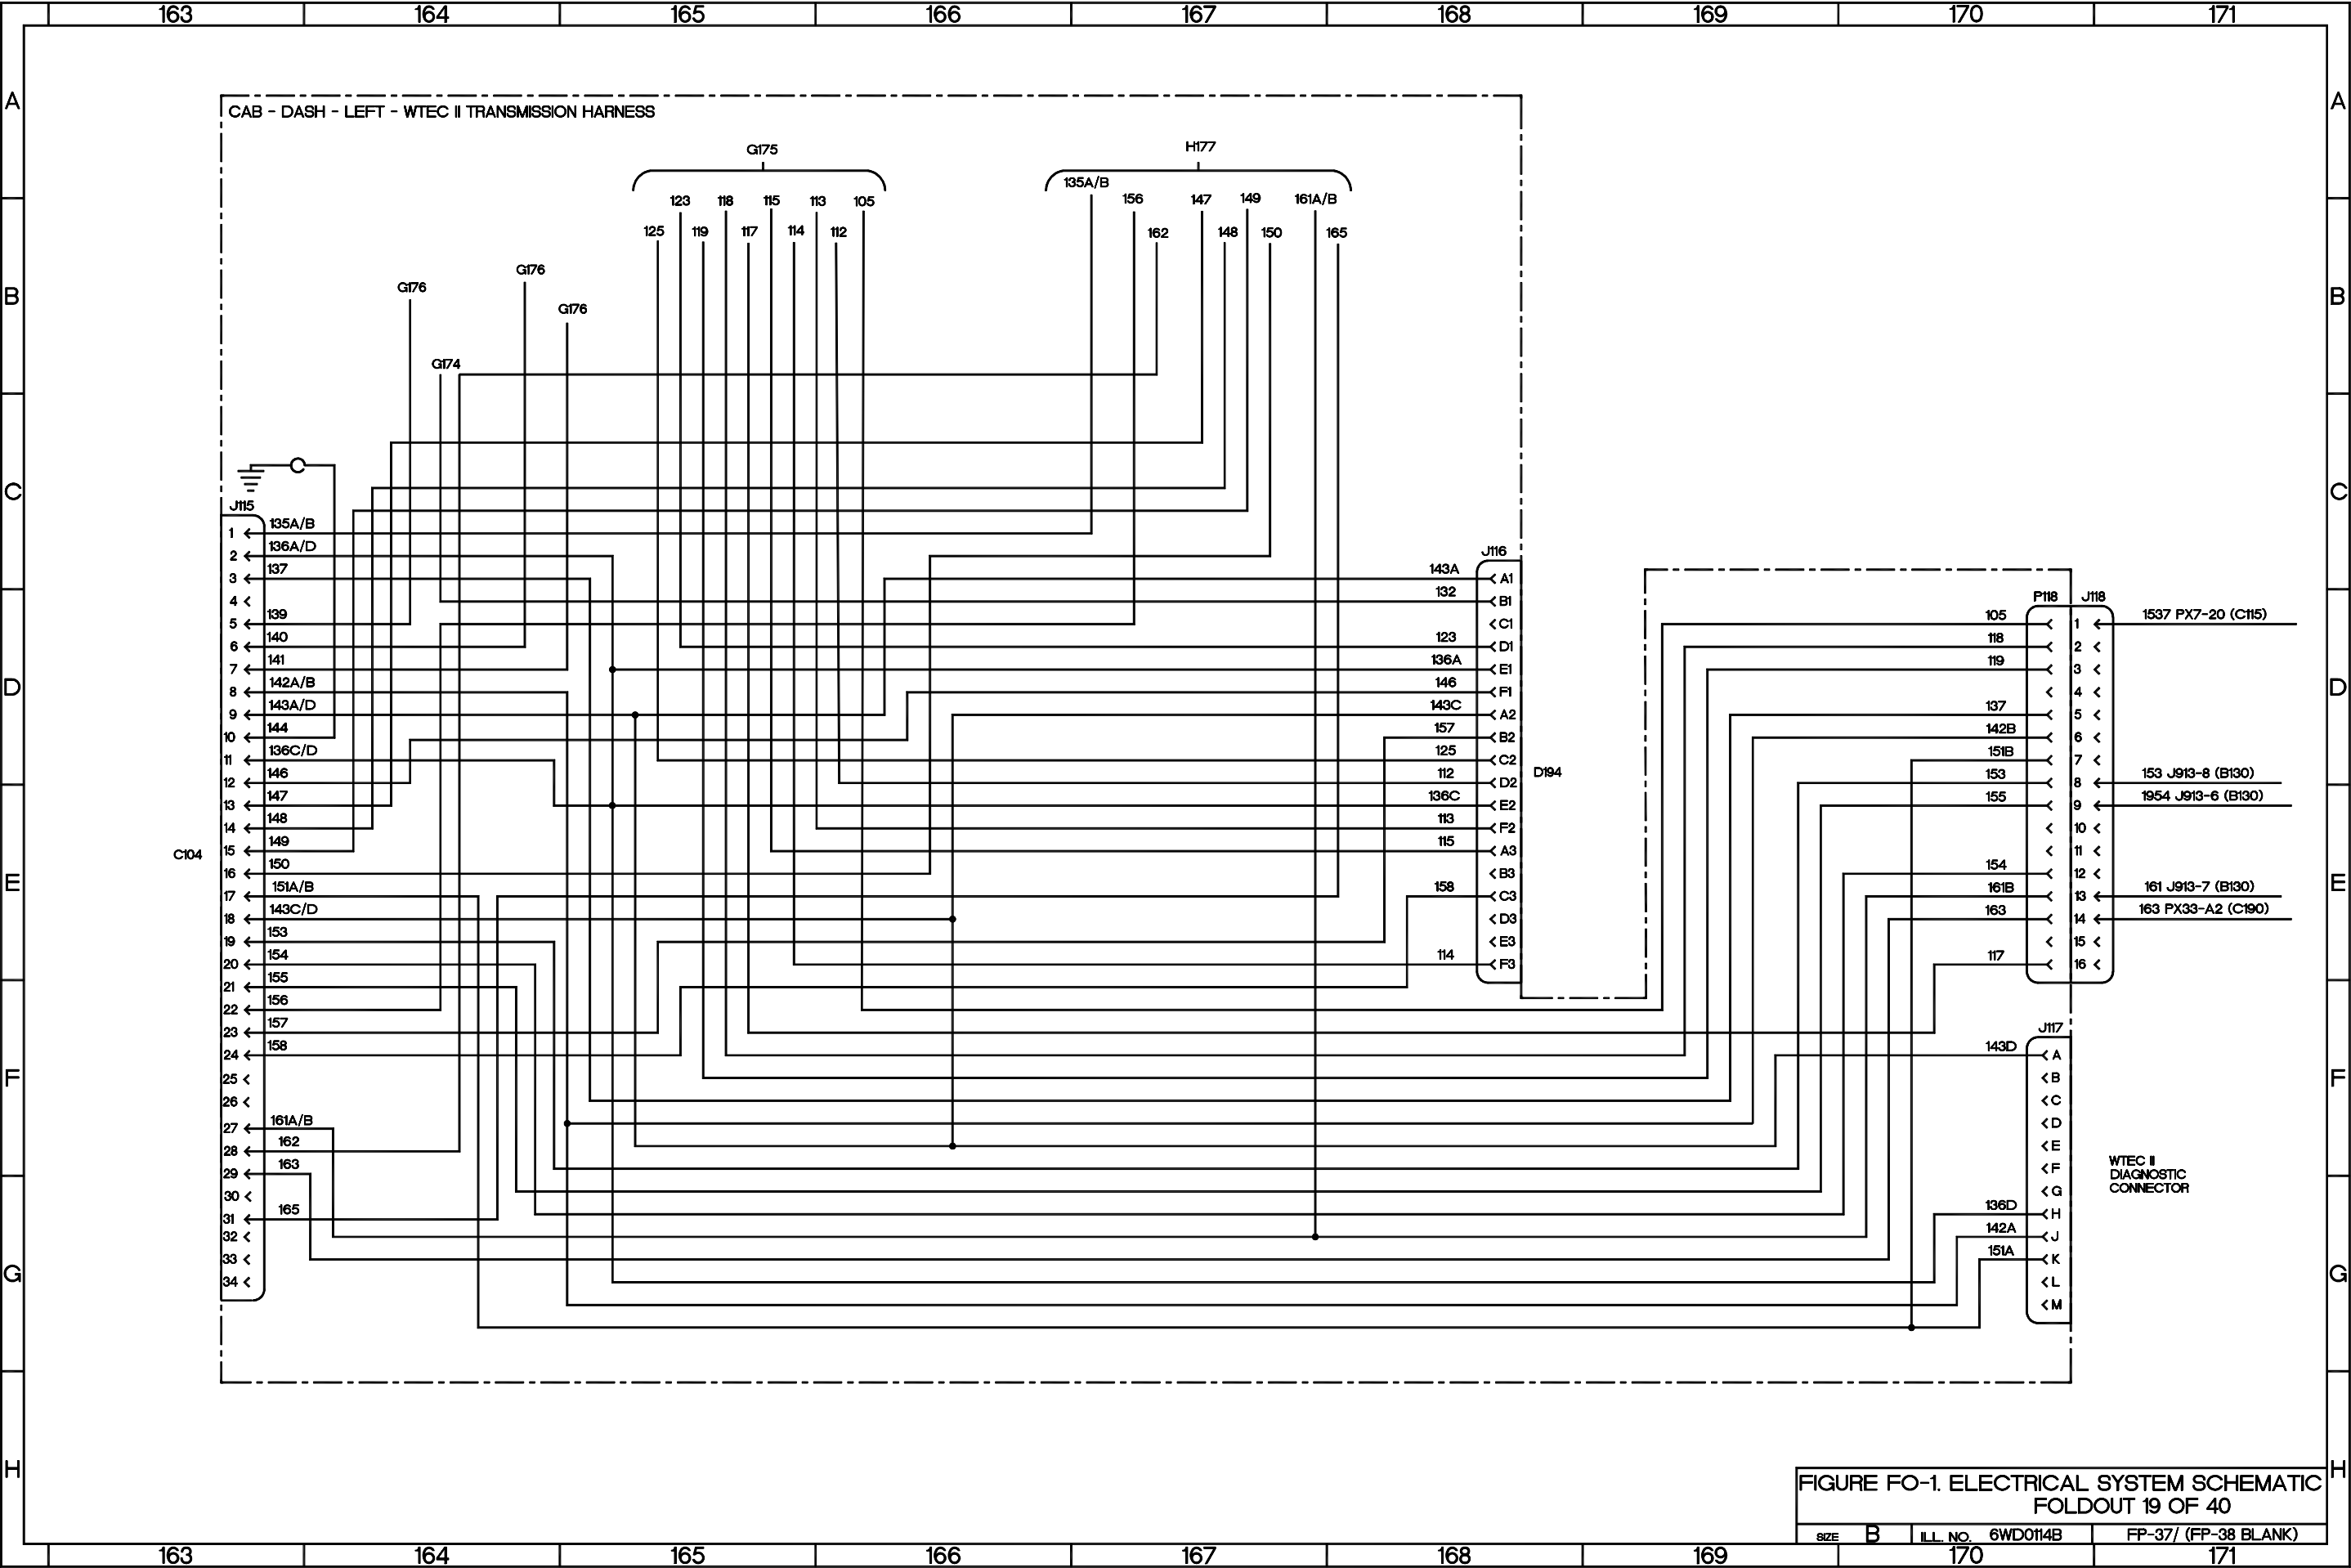 163 164 165 166 167 168 169 170 171
A A
B B
C C
D D
E E
F F
G G
H H
CAB - DASH - LEFT - WTEC II TRANSMISSION HARNESS
G175
H177
135A/B
123 118 115 113 105
156 147 149 161A/B
125 119 117 114 112
162 148 150 165
G176
G176
G176
G174
J115
1 135A/B
2 136A/D
3 137
4
5 139
6 140
7 141
8 142A/B
9 143A/D
10 144
11 136C/D
12 146
13 147
14 148
15 149
16 150
17 151A/B
18 143C/D
19 153
20 154
21 155
22 156
23 157
24 158
25
26
27 161A/B
28 162
29 163
30
31 165
32
33
34
C104
J116
143A A1
132 B1
C1
123 D1
136A E1
146 F1
143C A2
157 B2
125 C2
112 D2
136C E2
113 F2
115 A3
B3
158 C3
D3
E3
114 F3
D194
P118 J118
105 1 1537 PX7-20 (C115)
118 2
119 3
4
137 5
142B 6
151B 7
153 8 153 J913-8 (B130)
155 9 1954 J913-6 (B130)
10
11
154 12
161B 13 161 J913-7 (B130)
163 14 163 PX33-A2 (C190)
15
117 16
J117
143D A
B
C
D
E
F
G
136D H
142A J
151A K
L
M
WTEC II
DIAGNOSTIC
CONNECTOR
FIGURE FO-1. ELECTRICAL SYSTEM SCHEMATIC
FOLDOUT 19 OF 40
SIZE B ILL. NO. 6WD0114B FP-37/ (FP-38 BLANK)
163 164 165 166 167 168 169 170 171